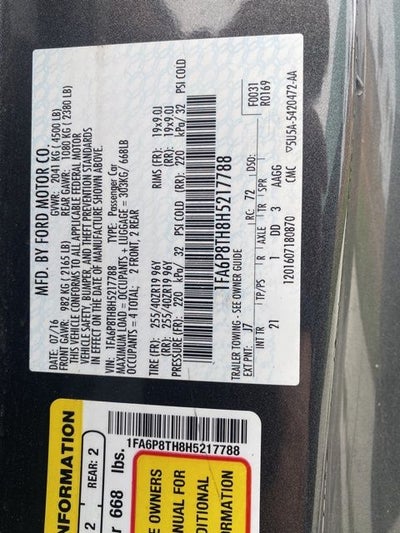 MFD. BY FORD MOTOR CO.
DATE: 07/16 GVWR: 2041 KG ( 4500 LB)
FRONT GAWR: 982 KG ( 2165 LB) REAR GAWR: 1080 KG ( 2380 LB)
THIS VEHICLE CONFORMS TO ALL APPLICABLE FEDERAL MOTOR
VEHICLE SAFETY, BUMPER, AND THEFT PREVENTION STANDARDS
IN EFFECT ON THE DATE OF MANUFACTURE SHOWN ABOVE.
VIN: 1FA6P8TH8H5217788 TYPE: Passenger Car
MAXIMUM LOAD = OCCUPANTS + LUGGAGE = 303KG / 668LB
OCCUPANTS = 4 TOTAL; 2 FRONT, 2 REAR
TIRE (FR): 255/40ZR19 96Y RIMS (FR): 19x9.0J
(RR): 255/40ZR19 96Y (RR): 19x9.0J
PRESSURE(FR): 220 kPa/ 32 PSI COLD (RR): 220 kPa/ 32 PSI COLD
1FA6P8TH8H5217788
TRAILER TOWING - SEE OWNER GUIDE F0031
EXT PNT: J7 RC: 72 DSO: R0169
INT TR TP/PS R AXLE TR SPR
21 1 DD 3 AAGG
1201607180870 CMC 5U5A-5420472-AA
INFORMATION
2 REAR: 2
668 lbs.
1FA6P8TH8H5217788
OWNERS
FOR